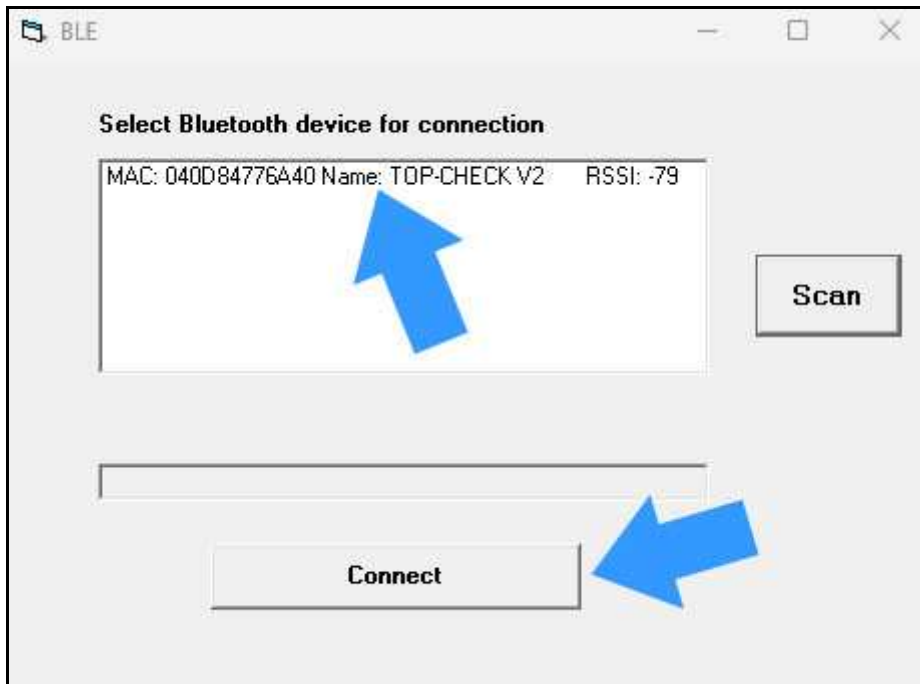 BLE
Select Bluetooth device for connection
MAC: 040D84776A40 Name: TOP-CHECK V2 RSSI: -79
Scan
Connect